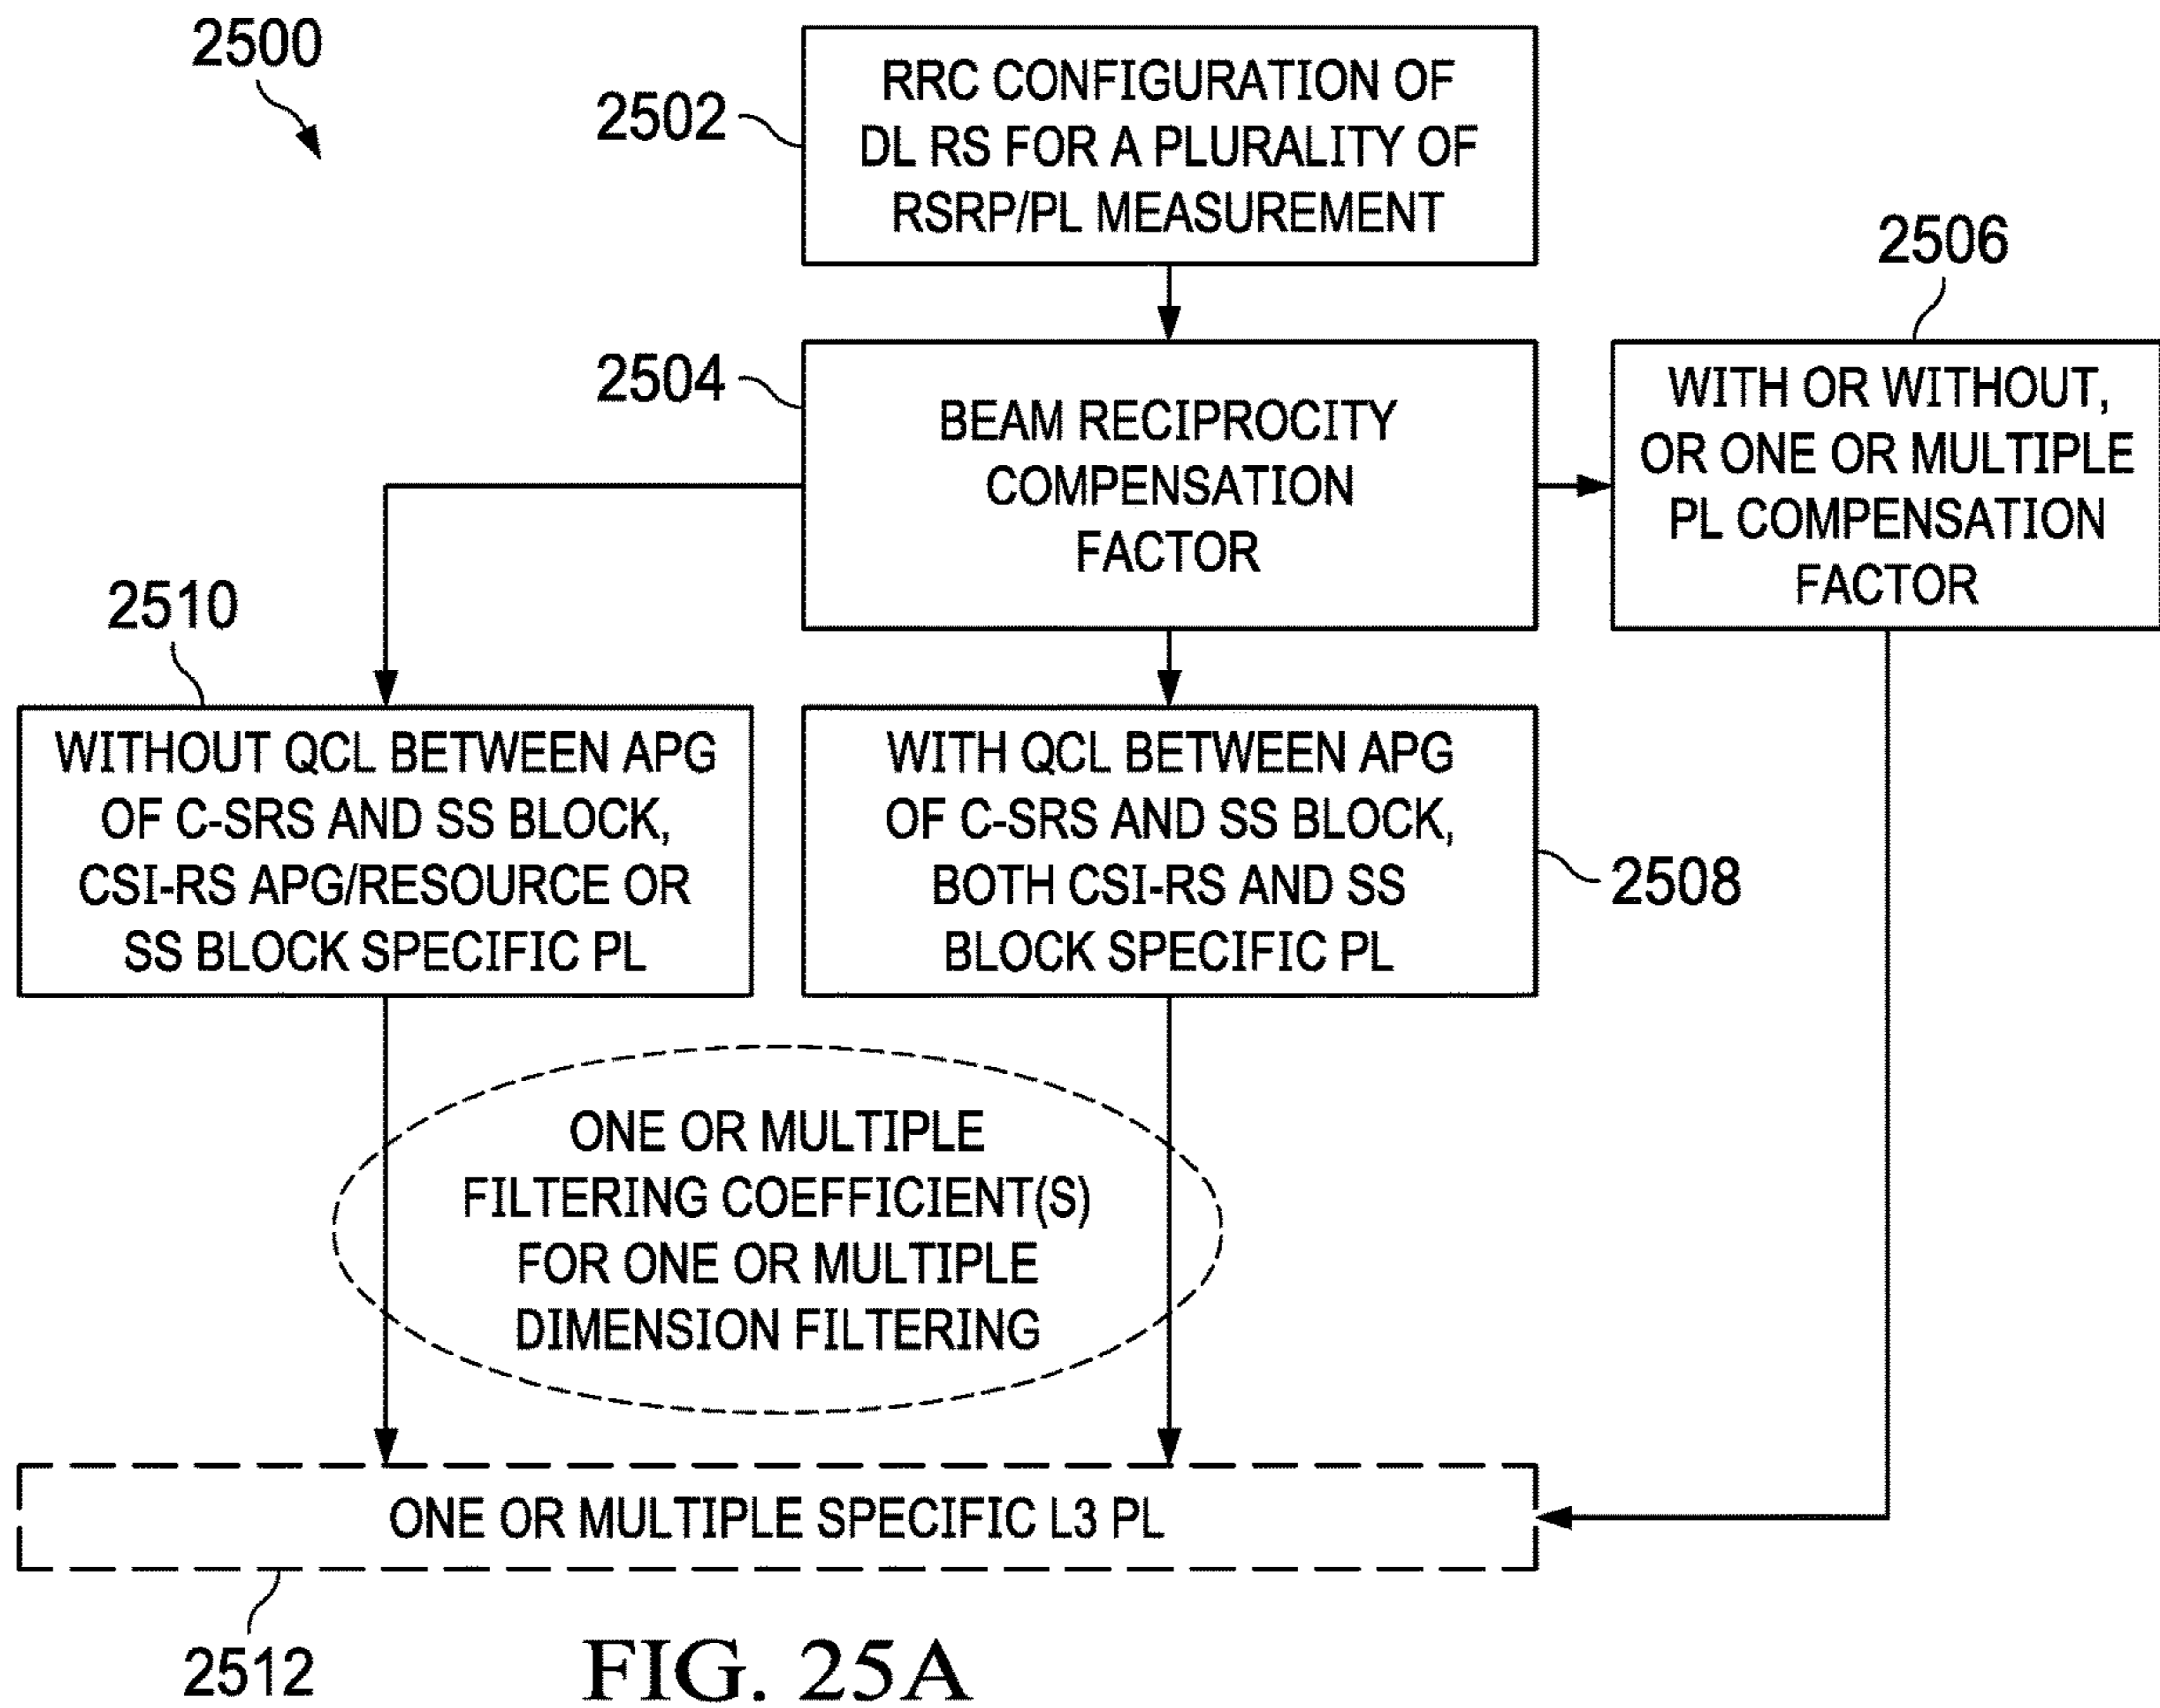 2500
2502
RRC CONFIGURATION OF
DL RS FOR A PLURALITY OF
RSRP/PL MEASUREMENT
2506
2504
BEAM RECIPROCITY
COMPENSATION
FACTOR
WITH OR WITHOUT,
OR ONE OR MULTIPLE
PL COMPENSATION
FACTOR
2510
WITHOUT QCL BETWEEN APG
OF C-SRS AND SS BLOCK,
CSI-RS APG/RESOURCE OR
SS BLOCK SPECIFIC PL
WITH QCL BETWEEN APG
OF C-SRS AND SS BLOCK,
BOTH CSI-RS AND SS
BLOCK SPECIFIC PL
2508
ONE OR MULTIPLE
FILTERING COEFFICIENT(S)
FOR ONE OR MULTIPLE
DIMENSION FILTERING
ONE OR MULTIPLE SPECIFIC L3 PL
2512
FIG. 25A